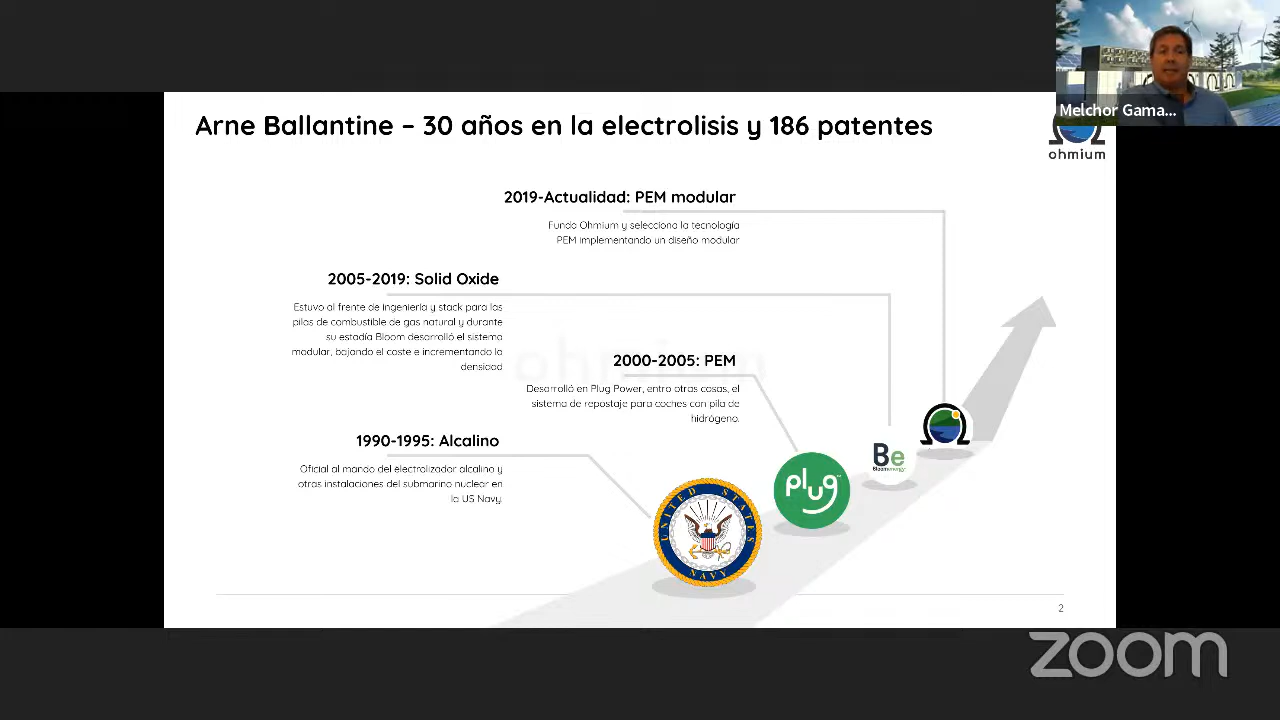 Melchor Gama...
Arne Ballantine – 30 años en la electrolisis y 186 patentes
ohmium
2019-Actualidad: PEM modular
Funda Ohmium y selecciona la tecnología
PEM implementando un diseño modular
2005-2019: Solid Oxide
Estuvo al frente de ingeniería y stack para las
pilas de combustible de gas natural y durante
su estadía Bloom desarrolló el sistema
modular, bajando el coste e incrementando la
densidad
ohmium
2000-2005: PEM
Desarrolló en Plug Power, entro otras cosas, el
sistema de repostaje para coches con pila de
hidrógeno.
1990-1995: Alcalino
Oficial al mando del electrolizador alcalino y
otras instalaciones del submarino nuclear en
la US Navy
Be
Bloomenergy
plug
UNITED STATES
NAVY
2
zoom